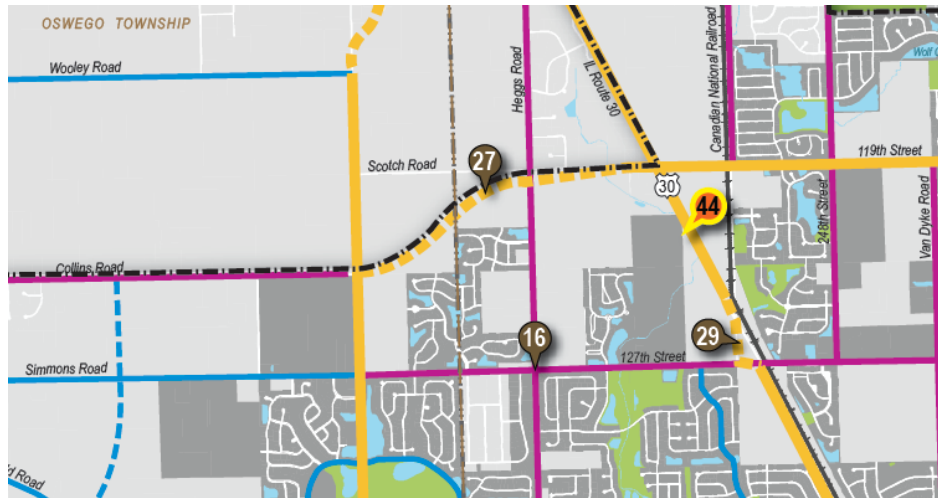 OSWEGO TOWNSHIP
Wooley Road
Heggs Road
IL Route 30
Canadian National Railroad
Scotch Road
27
119th Street
30
44
248th Street
Van Dyke Road
Collins Road
16
29
127th Street
Simmons Road
Road